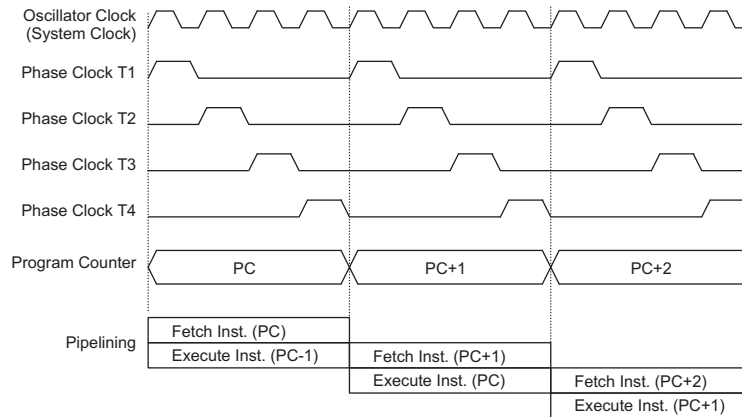 Oscillator Clock
(System Clock)
Phase Clock T1
Phase Clock T2
Phase Clock T3
Phase Clock T4
Program Counter
PC
PC+1
PC+2
Pipelining
Fetch Inst. (PC)
Execute Inst. (PC-1)
Fetch Inst. (PC+1)
Execute Inst. (PC)
Fetch Inst. (PC+2)
Execute Inst. (PC+1)